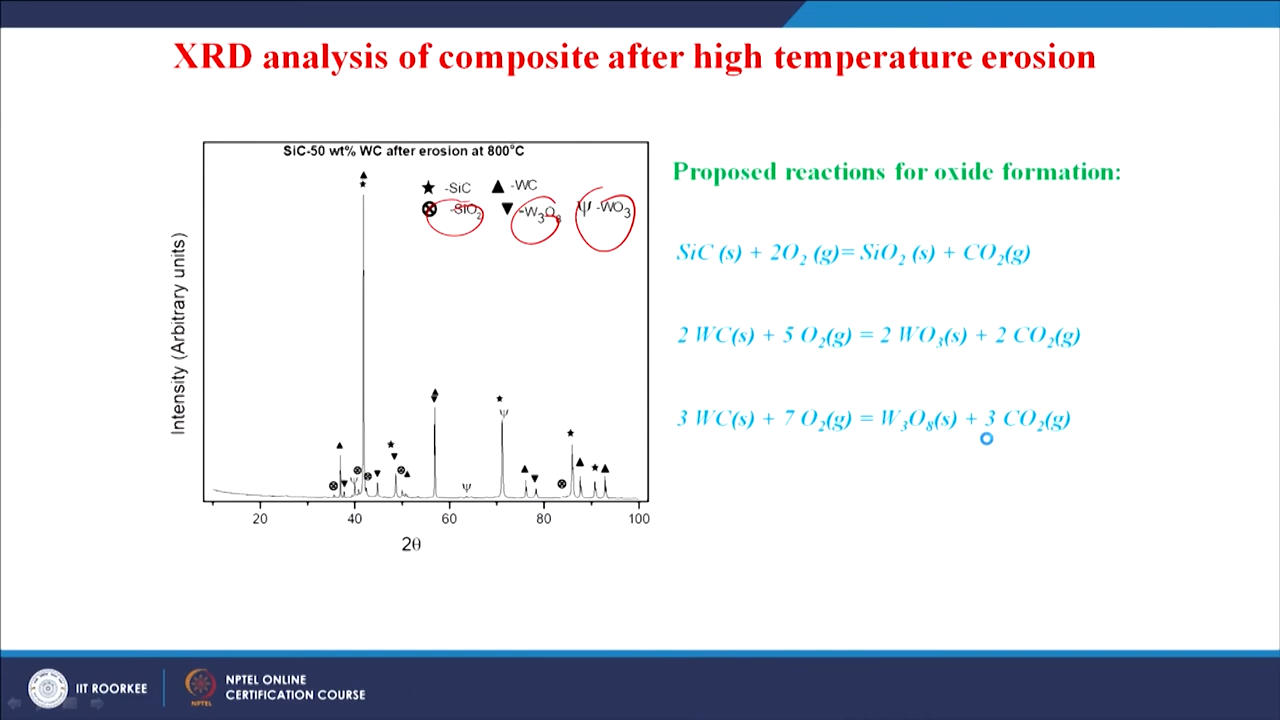 XRD analysis of composite after high temperature erosion
SiC-50 wt% WC after erosion at 800°C
★ -SiC ▲ -WC
⊗ -SiO₂ ▼ -W₃O₈ Ψ -WO₃
Intensity (Arbitrary units)
20 40 60 80 100
2θ
Proposed reactions for oxide formation:
SiC (s) + 2O₂ (g)= SiO₂ (s) + CO₂(g)
2 WC(s) + 5 O₂(g) = 2 WO₃(s) + 2 CO₂(g)
3 WC(s) + 7 O₂(g) = W₃O₈(s) + 3 CO₂(g)
IIT ROORKEE
NPTEL
NPTEL ONLINE
CERTIFICATION COURSE